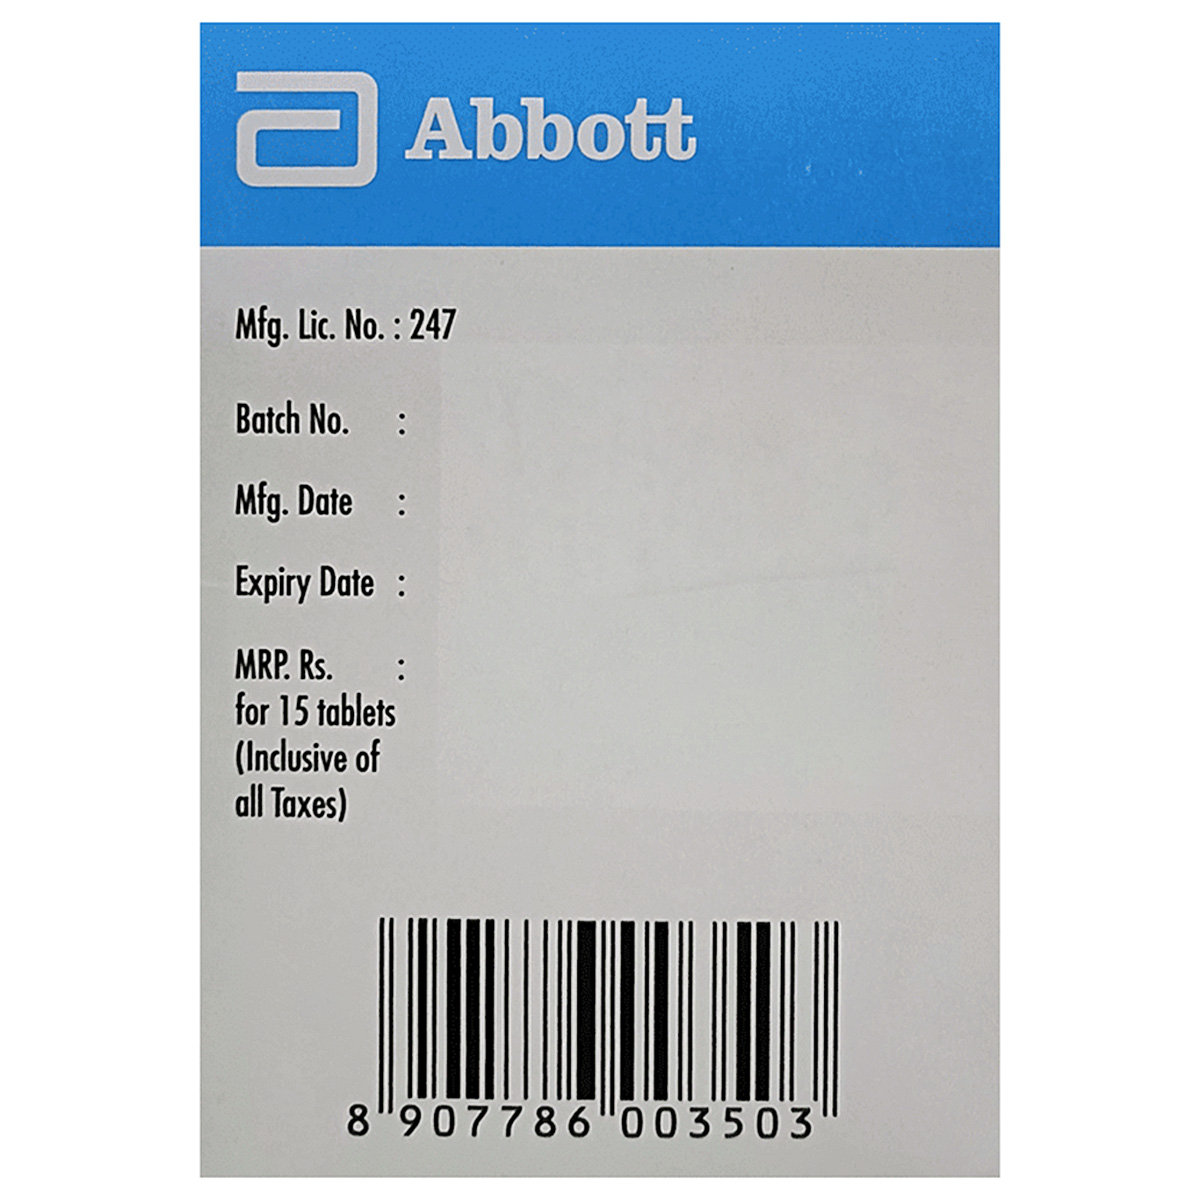 Abbott
Mfg. Lic. No. : 247
Batch No. :
Mfg. Date :
Expiry Date :
MRP. Rs. :
for 15 tablets
(Inclusive of
all Taxes)
8 907786 003503